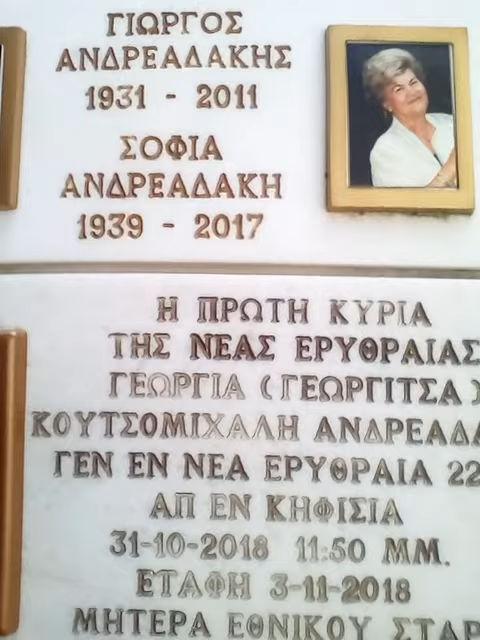 ΓΙΩΡΓΟΣ
ΑΝΔΡΕΑΔΑΚΗΣ
1931 - 2011
ΣΟΦΙΑ
ΑΝΔΡΕΑΔΑΚΗ
1939 - 2017
Η ΠΡΩΤΗ ΚΥΡΙΑ
ΤΗΣ ΝΕΑΣ ΕΡΥΘΡΑΙΑΣ
ΓΕΩΡΓΙΑ (ΓΕΩΡΓΙΤΣΑ)
ΚΟΥΤΣΟΜΙΧΑΛΗ ΑΝΔΡΕΑΔΑ
ΓΕΝ ΕΝ ΝΕΑ ΕΡΥΘΡΑΙΑ 22
ΑΠ ΕΝ ΚΗΦΙΣΙΑ
31-10-2018 11:50 ΜΜ.
ΕΤΑΦΗ 3-11-2018
ΜΗΤΕΡΑ ΕΘΝΙΚΟΥ ΣΤΑΡ